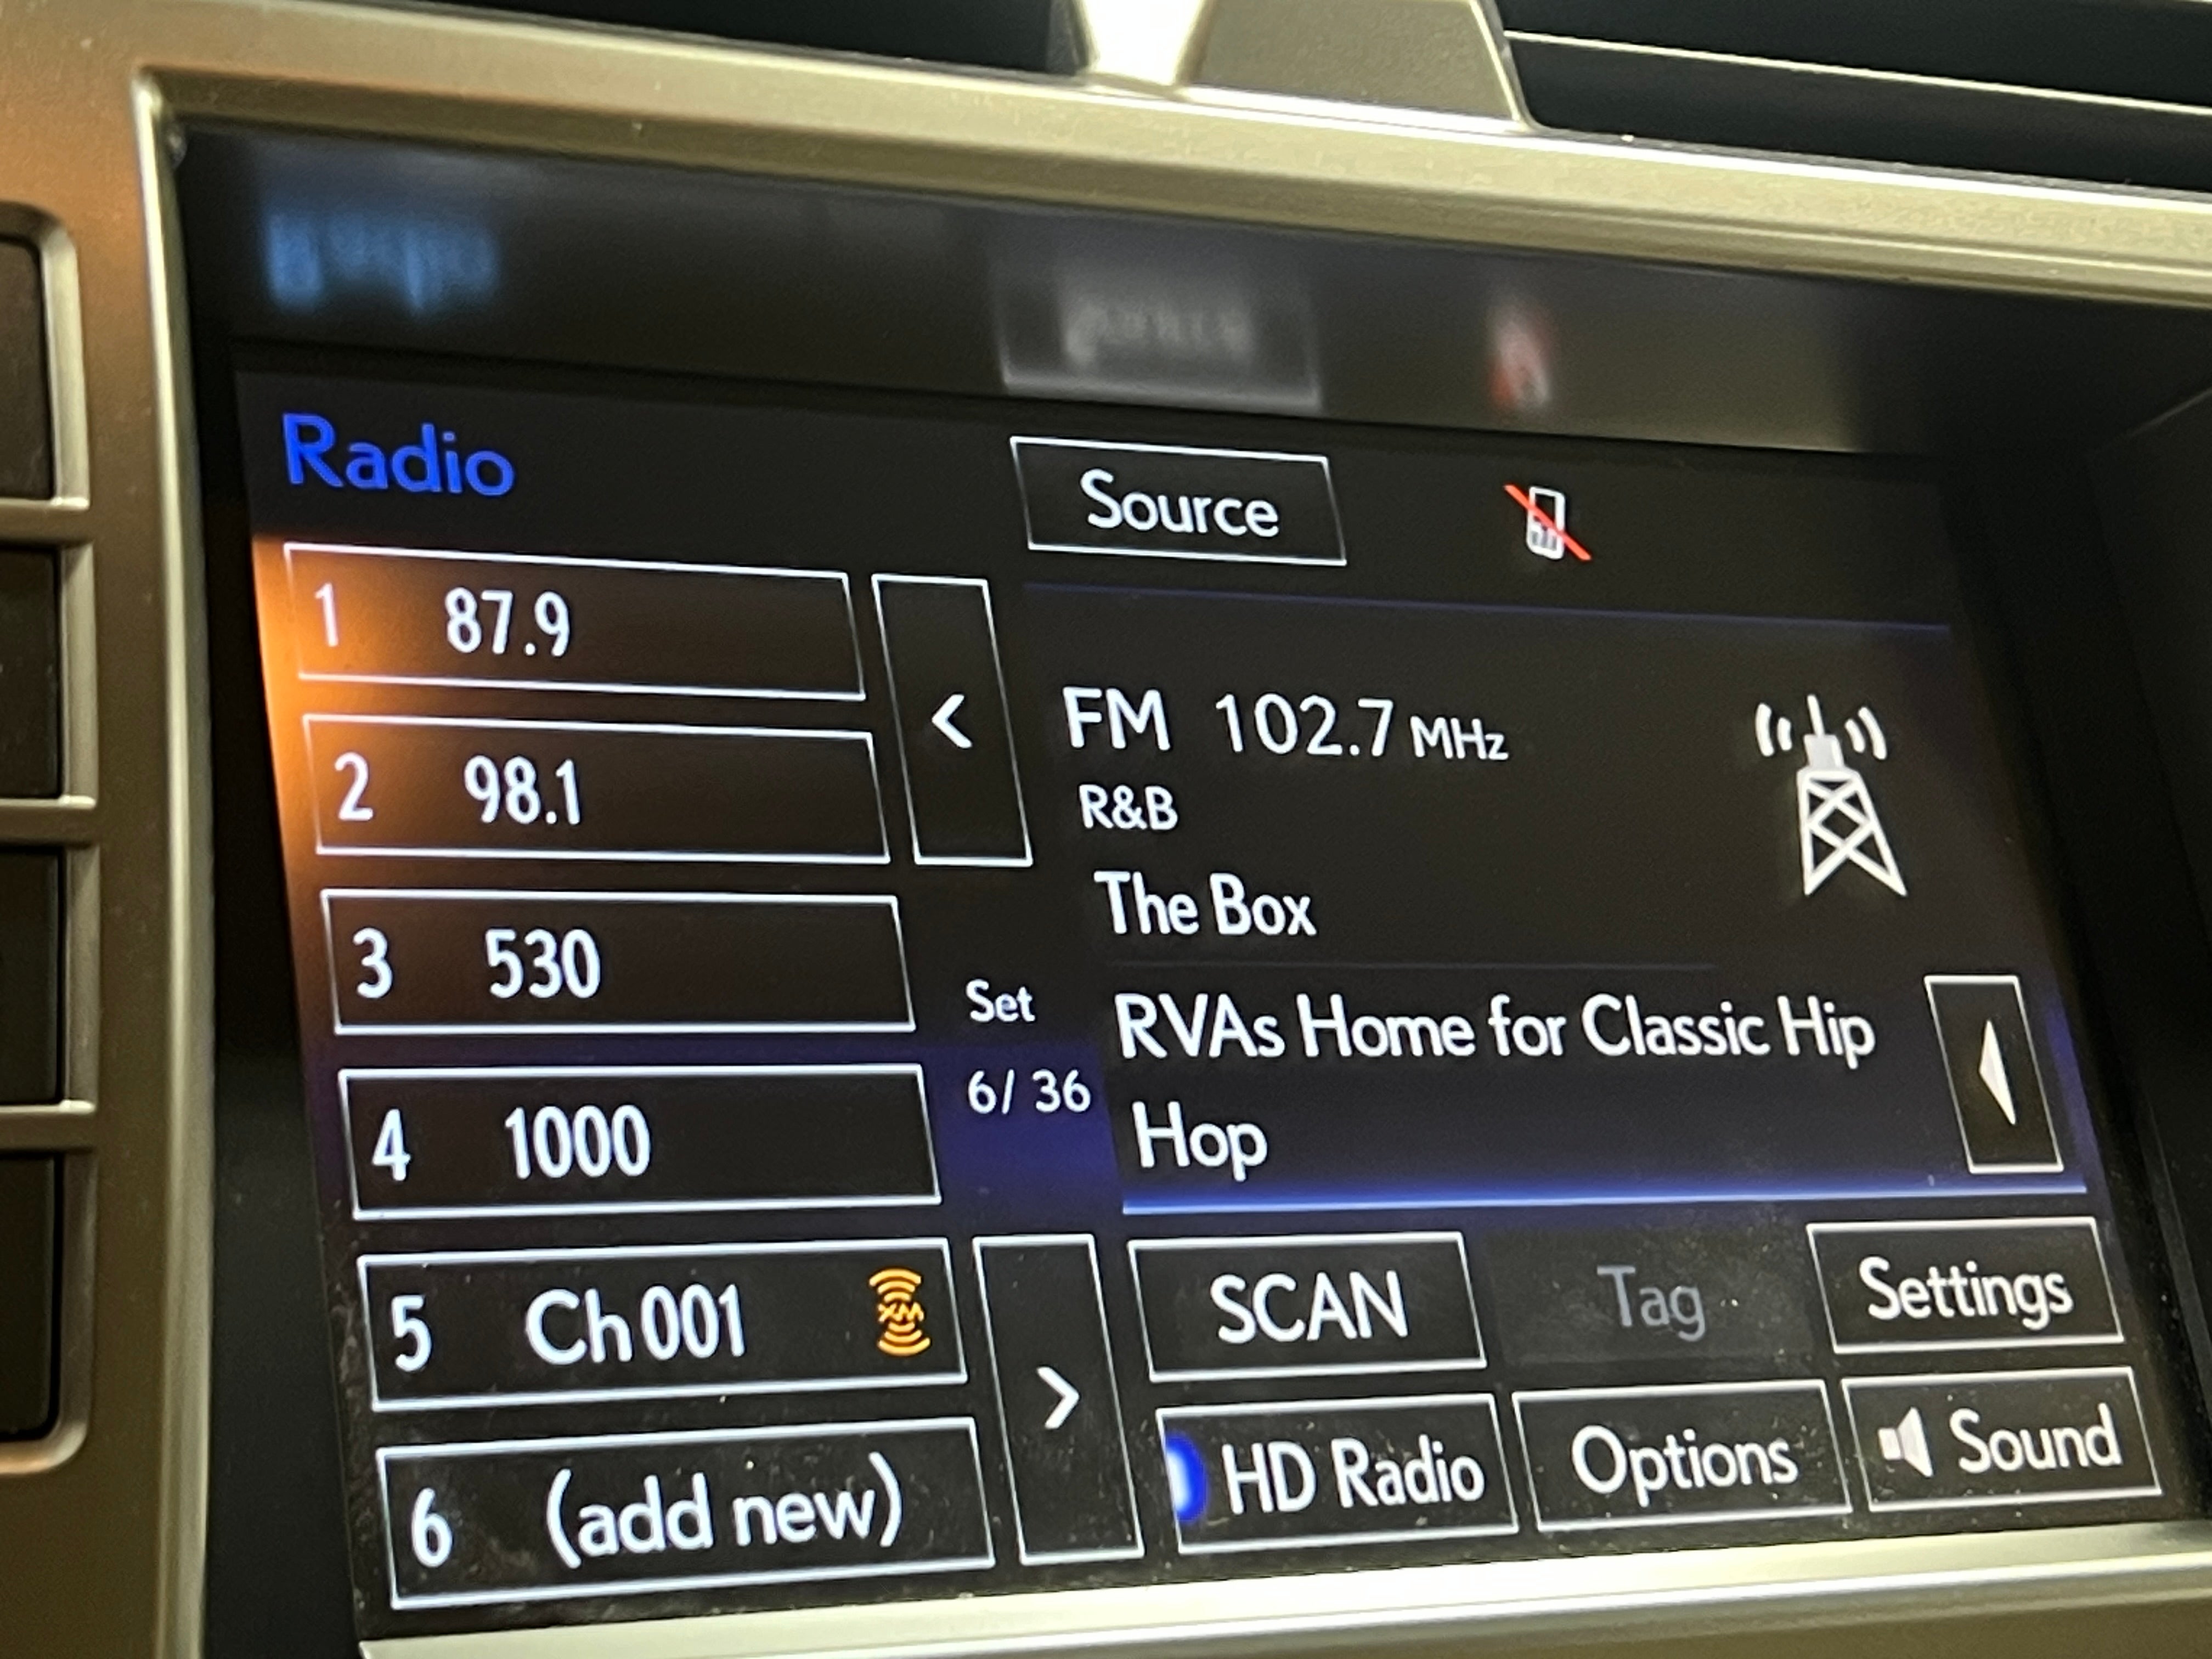 Radio
Source
1 87.9
2 98.1
3 530
4 1000
5 Ch001 XM
6 (add new)
<
Set
6/36
>
FM 102.7 MHz
R&B
The Box
RVAs Home for Classic Hip
Hop
SCAN
Tag
Settings
HD Radio
Options
Sound